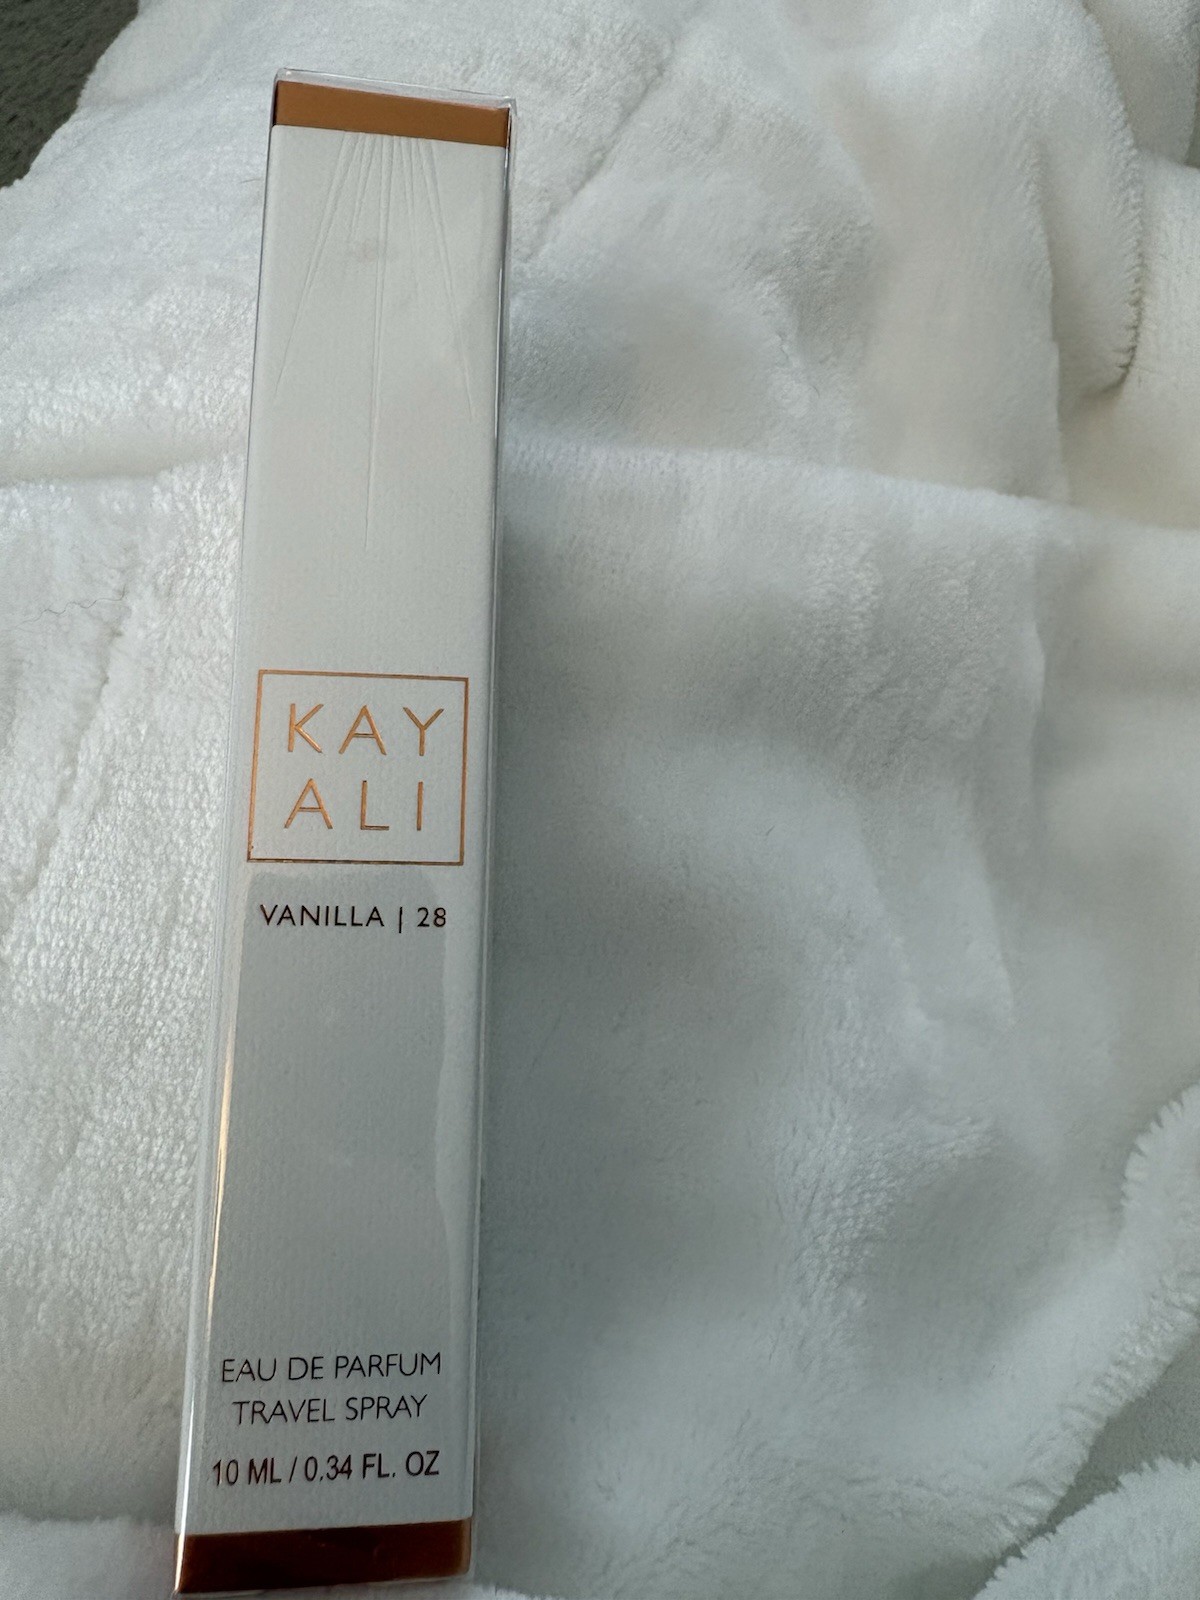 KAY
ALI
VANILLA | 28
EAU DE PARFUM
TRAVEL SPRAY
10 ML / 0.34 FL. OZ